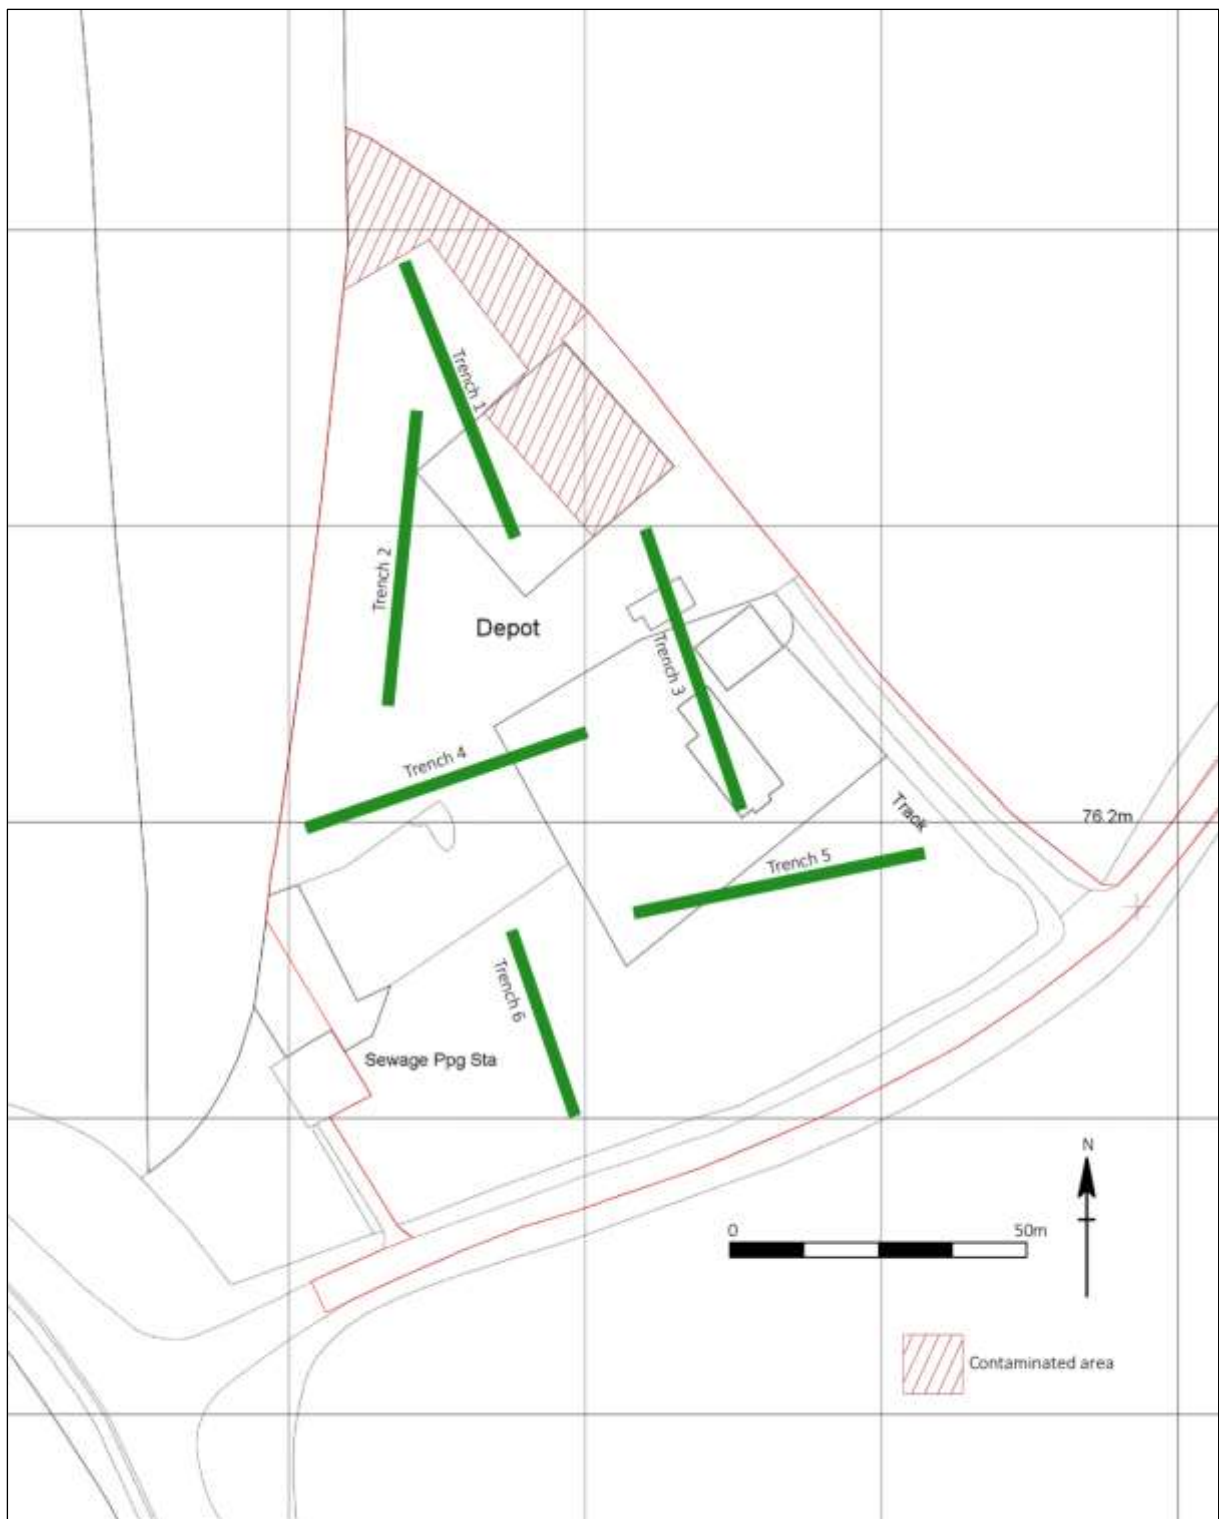 Trench 1
Trench 2
Depot
Trench 3
Trench 4
Track
76.2m
Trench 5
Trench 6
Sewage Ppg Sta
N
0 50m
Contaminated area